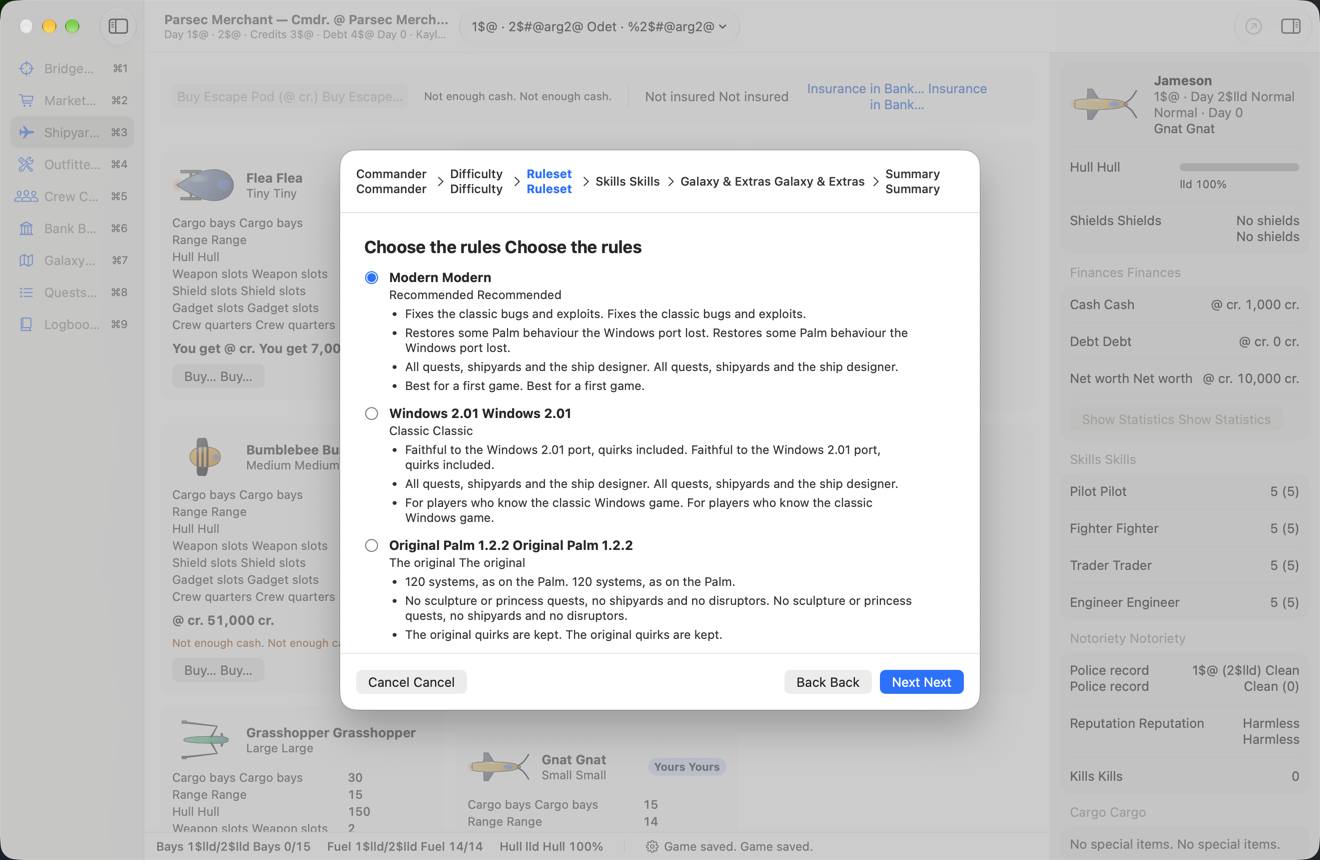 Parsec Merchant — Cmdr. @ Parsec Merch...
Day 1$@ · 2$@ · Credits 3$@ · Debt 4$@ Day 0 · Kayl...
1$@ · 2$#@arg2@ Odet · %2$#@arg2@
Bridge... ⌘1
Market... ⌘2
Shipyar... ⌘3
Outfitte... ⌘4
Crew C... ⌘5
Bank B... ⌘6
Galaxy... ⌘7
Quests... ⌘8
Logboo... ⌘9
Buy Escape Pod (@ cr.) Buy Escape...
Not enough cash. Not enough cash.
Not insured Not insured
Insurance in Bank... Insurance
in Bank...
Flea Flea
Tiny Tiny
Cargo bays Cargo bays
Range Range
Hull Hull
Weapon slots Weapon slots
Shield slots Shield slots
Gadget slots Gadget slots
Crew quarters Crew quarters
You get @ cr. You get 7,00
Buy... Buy...
Bumblebee Bu
Medium Medium
Cargo bays Cargo bays
Range Range
Hull Hull
Weapon slots Weapon slots
Shield slots Shield slots
Gadget slots Gadget slots
Crew quarters Crew quarters
@ cr. 51,000 cr.
Not enough cash. Not enough ca
Buy... Buy...
Grasshopper Grasshopper
Large Large
Cargo bays Cargo bays 30
Range Range 15
Hull Hull 150
Weapon slots Weapon slots 2
Gnat Gnat
Small Small
Yours Yours
Cargo bays Cargo bays 15
Range Range 14
Commander
Commander
Difficulty
Difficulty
Ruleset
Ruleset
Skills Skills
Galaxy & Extras Galaxy & Extras
Summary
Summary
Choose the rules Choose the rules
Modern Modern
Recommended Recommended
• Fixes the classic bugs and exploits. Fixes the classic bugs and exploits.
• Restores some Palm behaviour the Windows port lost. Restores some Palm behaviour the
Windows port lost.
• All quests, shipyards and the ship designer. All quests, shipyards and the ship designer.
• Best for a first game. Best for a first game.
Windows 2.01 Windows 2.01
Classic Classic
• Faithful to the Windows 2.01 port, quirks included. Faithful to the Windows 2.01 port,
quirks included.
• All quests, shipyards and the ship designer. All quests, shipyards and the ship designer.
• For players who know the classic Windows game. For players who know the classic
Windows game.
Original Palm 1.2.2 Original Palm 1.2.2
The original The original
• 120 systems, as on the Palm. 120 systems, as on the Palm.
• No sculpture or princess quests, no shipyards and no disruptors. No sculpture or princess
quests, no shipyards and no disruptors.
• The original quirks are kept. The original quirks are kept.
Cancel Cancel
Back Back
Next Next
Jameson
1$@ · Day 2$lld Normal
Normal · Day 0
Gnat Gnat
Hull Hull
lld 100%
Shields Shields No shields
No shields
Finances Finances
Cash Cash @ cr. 1,000 cr.
Debt Debt @ cr. 0 cr.
Net worth Net worth @ cr. 10,000 cr.
Show Statistics Show Statistics
Skills Skills
Pilot Pilot 5 (5)
Fighter Fighter 5 (5)
Trader Trader 5 (5)
Engineer Engineer 5 (5)
Notoriety Notoriety
Police record 1$@ (2$lld) Clean
Police record Clean (0)
Reputation Reputation Harmless
Harmless
Kills Kills 0
Cargo Cargo
No special items. No special items.
Bays 1$lld/2$lld Bays 0/15
Fuel 1$lld/2$lld Fuel 14/14
Hull lld Hull 100%
Game saved. Game saved.